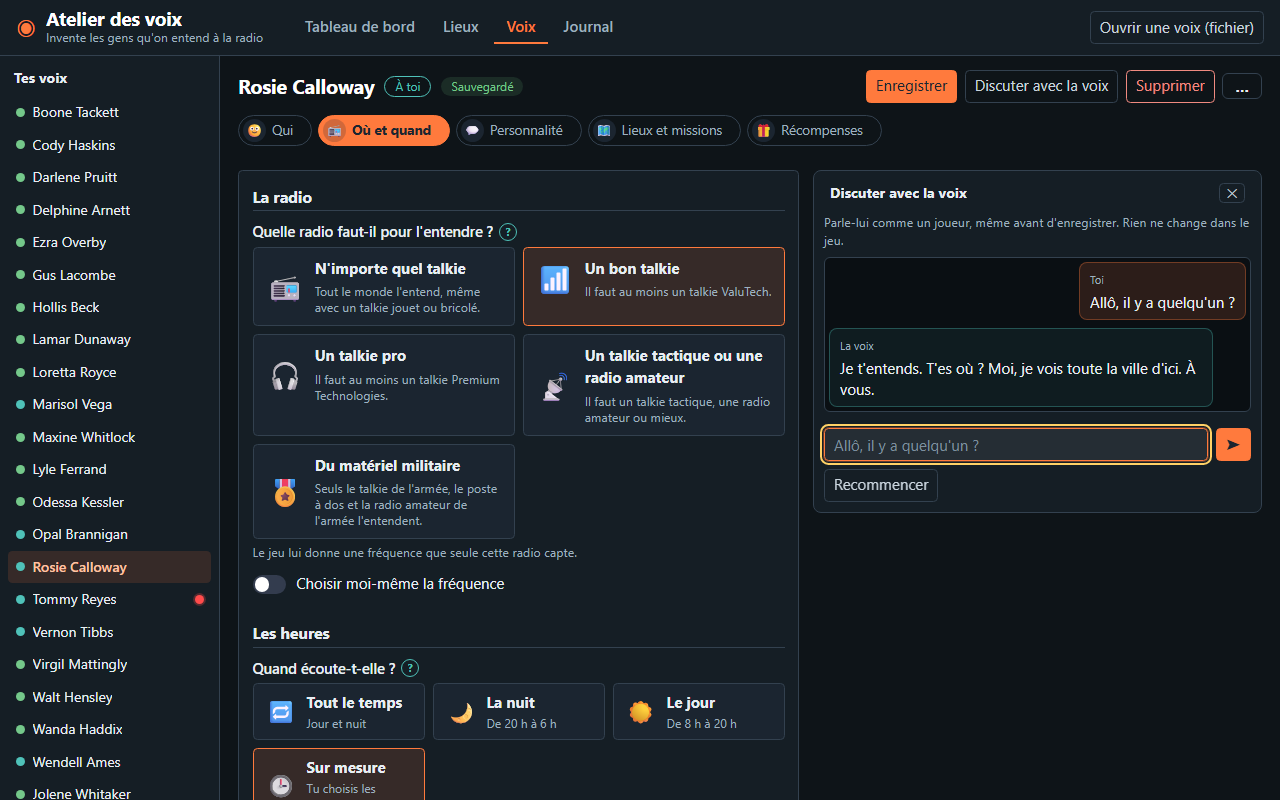 Atelier des voix
Invente les gens qu'on entend à la radio
Tableau de bord
Lieux
Voix
Journal
Ouvrir une voix (fichier)
Tes voix
Boone Tackett
Cody Haskins
Darlene Pruitt
Delphine Arnett
Ezra Overby
Gus Lacombe
Hollis Beck
Lamar Dunaway
Loretta Royce
Marisol Vega
Maxine Whitlock
Lyle Ferrand
Odessa Kessler
Opal Brannigan
Rosie Calloway
Tommy Reyes
Vernon Tibbs
Virgil Mattingly
Walt Hensley
Wanda Haddix
Wendell Ames
Jolene Whitaker
Rosie Calloway
À toi
Sauvegardé
Enregistrer
Discuter avec la voix
Supprimer
...
Qui
Où et quand
Personnalité
Lieux et missions
Récompenses
La radio
Quelle radio faut-il pour l'entendre ?
?
N'importe quel talkie
Tout le monde l'entend, même
avec un talkie jouet ou bricolé.
Un bon talkie
Il faut au moins un talkie ValuTech.
Un talkie pro
Il faut au moins un talkie Premium
Technologies.
Un talkie tactique ou une
radio amateur
Il faut un talkie tactique, une radio
amateur ou mieux.
Du matériel militaire
Seuls le talkie de l'armée, le poste
à dos et la radio amateur de
l'armée l'entendent.
Le jeu lui donne une fréquence que seule cette radio capte.
Choisir moi-même la fréquence
Les heures
Quand écoute-t-elle ?
?
Tout le temps
Jour et nuit
La nuit
De 20 h à 6 h
Le jour
De 8 h à 20 h
Sur mesure
Tu choisis les
Discuter avec la voix
Parle-lui comme un joueur, même avant d'enregistrer. Rien ne change dans le
jeu.
Toi
Allô, il y a quelqu'un ?
La voix
Je t'entends. T'es où ? Moi, je vois toute la ville d'ici. À
vous.
Allô, il y a quelqu'un ?
Recommencer